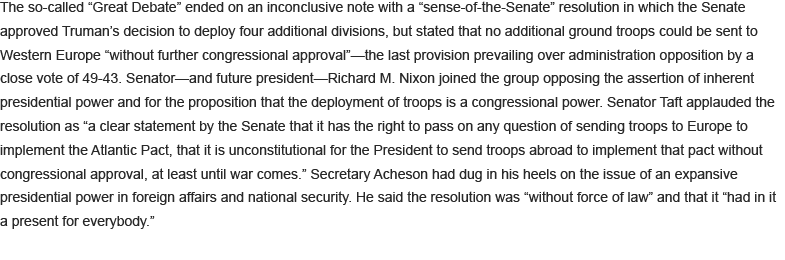 The so-called “Great Debate” ended on an inconclusive note with a “sense-of-the-Senate” resolution in which the Senate
approved Truman’s decision to deploy four additional divisions, but stated that no additional ground troops could be sent to
Western Europe “without further congressional approval”—the last provision prevailing over administration opposition by a
close vote of 49-43. Senator—and future president—Richard M. Nixon joined the group opposing the assertion of inherent
presidential power and for the proposition that the deployment of troops is a congressional power. Senator Taft applauded the
resolution as “a clear statement by the Senate that it has the right to pass on any question of sending troops to Europe to
implement the Atlantic Pact, that it is unconstitutional for the President to send troops abroad to implement that pact without
congressional approval, at least until war comes.” Secretary Acheson had dug in his heels on the issue of an expansive
presidential power in foreign affairs and national security. He said the resolution was “without force of law” and that it “had in it
a present for everybody.”